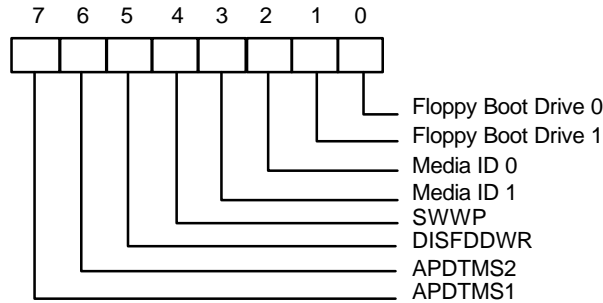 7 6 5 4 3 2 1 0
Floppy Boot Drive 0
Floppy Boot Drive 1
Media ID 0
Media ID 1
SWWP
DISFDDWR
APDTMS2
APDTMS1